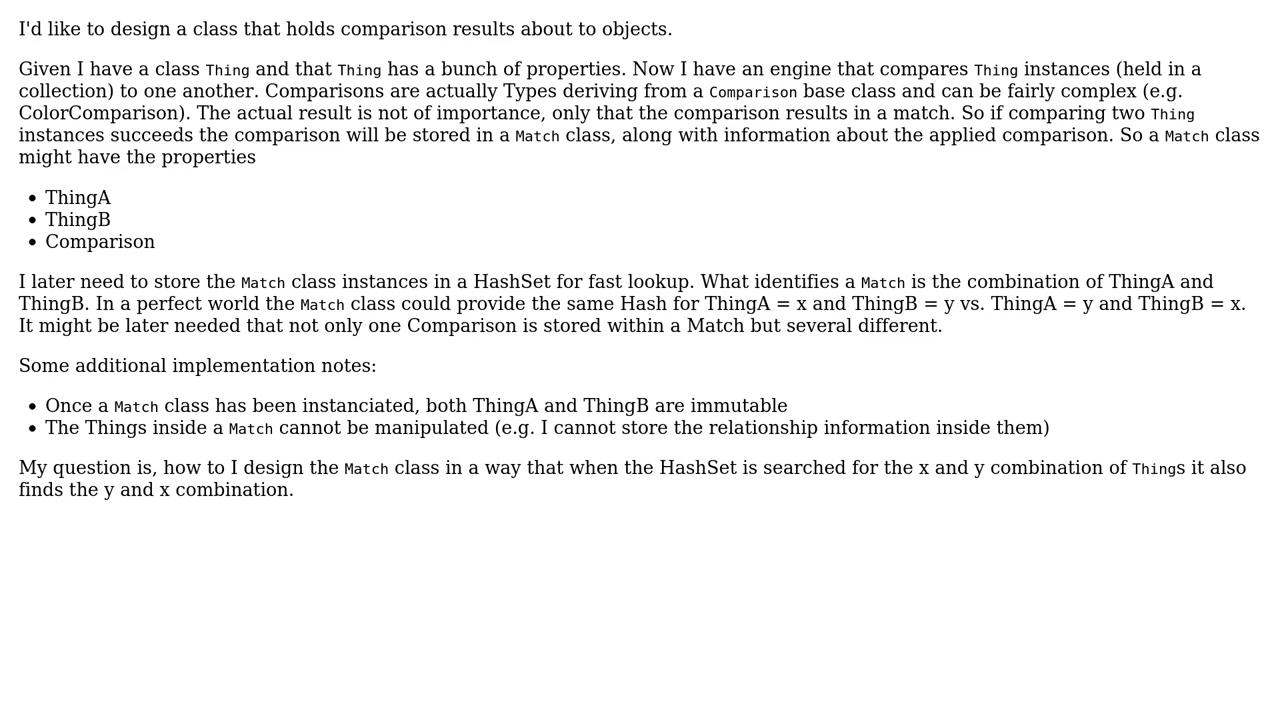 I'd like to design a class that holds comparison results about to objects.
Given I have a class Thing and that Thing has a bunch of properties. Now I have an engine that compares Thing instances (held in a
collection) to one another. Comparisons are actually Types deriving from a Comparison base class and can be fairly complex (e.g.
ColorComparison). The actual result is not of importance, only that the comparison results in a match. So if comparing two Thing
instances succeeds the comparison will be stored in a Match class, along with information about the applied comparison. So a Match class
might have the properties
• ThingA
• ThingB
• Comparison
I later need to store the Match class instances in a HashSet for fast lookup. What identifies a Match is the combination of ThingA and
ThingB. In a perfect world the Match class could provide the same Hash for ThingA = x and ThingB = y vs. ThingA = y and ThingB = x.
It might be later needed that not only one Comparison is stored within a Match but several different.
Some additional implementation notes:
• Once a Match class has been instanciated, both ThingA and ThingB are immutable
• The Things inside a Match cannot be manipulated (e.g. I cannot store the relationship information inside them)
My question is, how to I design the Match class in a way that when the HashSet is searched for the x and y combination of Things it also
finds the y and x combination.